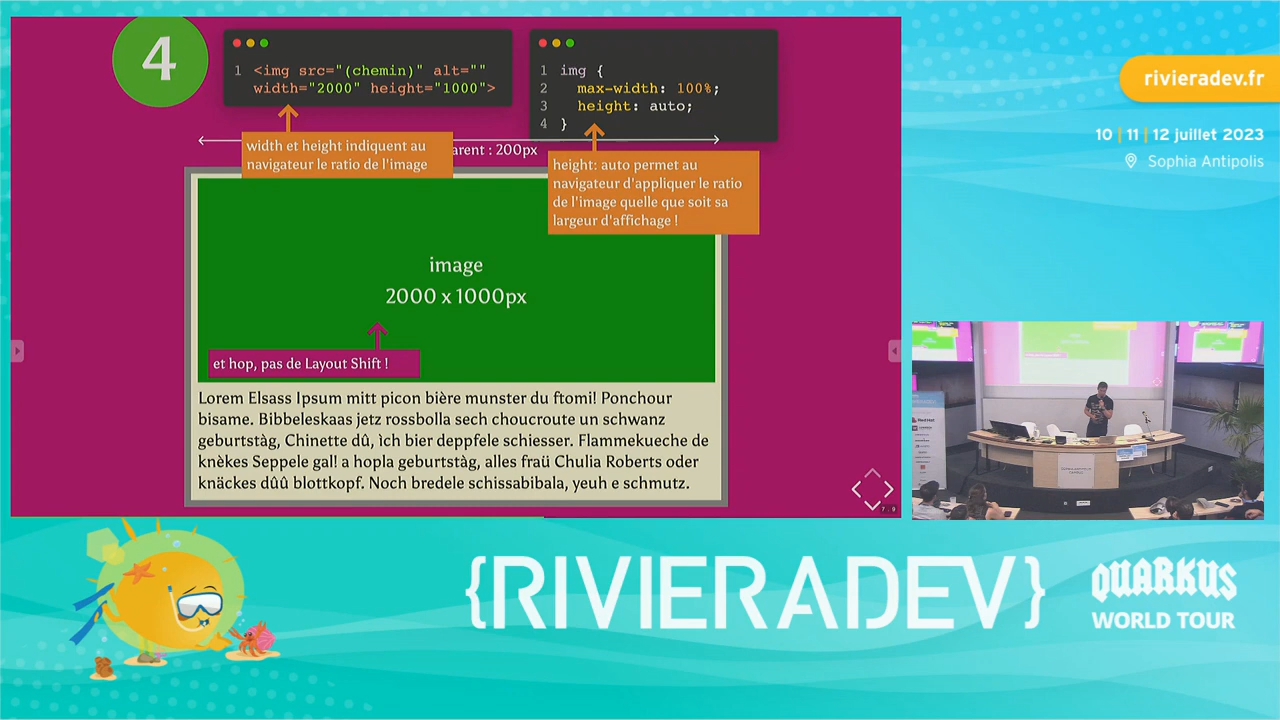 4
1 <img src="(chemin)" alt=""
width="2000" height="1000">
1 img {
2 max-width: 100%;
3 height: auto;
4 }
width et height indiquent au
navigateur le ratio de l'image
arent : 200px
height: auto permet au
navigateur d'appliquer le ratio
de l'image quelle que soit sa
largeur d'affichage !
image
2000 x 1000px
et hop, pas de Layout Shift !
Lorem Elsass Ipsum mitt picon bière munster du ftomi! Ponchour
bisame. Bibbeleskaas jetz rossbolla sech choucroute un schwanz
geburtstàg, Chinette dû, ìch bier deppfele schiesser. Flammekueche de
knèkes Seppele gal! a hopla geburtstàg, alles fraü Chulia Roberts oder
knäckes dûû blottkopf. Noch bredele schissabibala, yeuh e schmutz.
7.9
rivieradev.fr
10 | 11 | 12 juillet 2023
Sophia Antipolis
Red Hat
{RIVIERADEV}
QUARKUS
WORLD TOUR